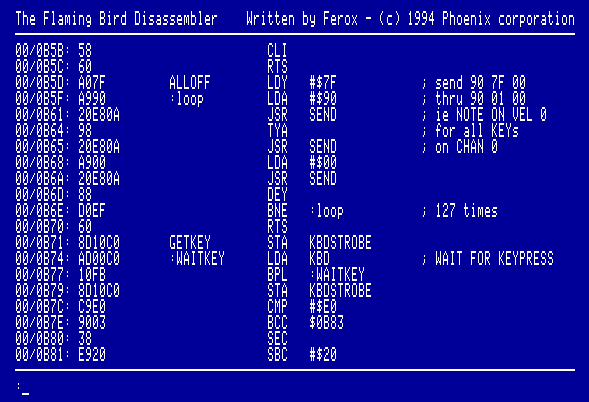 The Flaming Bird Disassembler    Written by Ferox - (c) 1994 Phoenix corporation
00/0B5B: 58                         CLI
00/0B5C: 60                         RTS
00/0B5D: A07F         ALLOFF        LDY   #$7F            ; send 90 7F 00
00/0B5F: A990         :loop         LDA   #$90            ; thru 90 01 00
00/0B61: 20E80A                     JSR   SEND            ; ie NOTE ON VEL 0
00/0B64: 98                         TYA                   ; for all KEYs
00/0B65: 20E80A                     JSR   SEND            ; on CHAN 0
00/0B68: A900                       LDA   #$00
00/0B6A: 20E80A                     JSR   SEND
00/0B6D: 88                         DEY
00/0B6E: D0EF                       BNE   :loop           ; 127 times
00/0B70: 60                         RTS
00/0B71: 8D10C0       GETKEY        STA   KBDSTROBE
00/0B74: AD00C0       :WAITKEY      LDA   KBD             ; WAIT FOR KEYPRESS
00/0B77: 10FB                       BPL   :WAITKEY
00/0B79: 8D10C0                     STA   KBDSTROBE
00/0B7C: C9E0                       CMP   #$E0
00/0B7E: 9003                       BCC   $0B83
00/0B80: 38                         SEC
00/0B81: E920                       SBC   #$20
:_